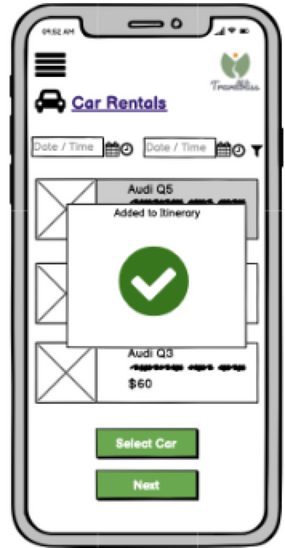 09:52 AM
Travelbliss
Car Rentals
Date / Time
Date / Time
Audi Q5
Added to Itinerary
Audi Q3
$60
Select Car
Next